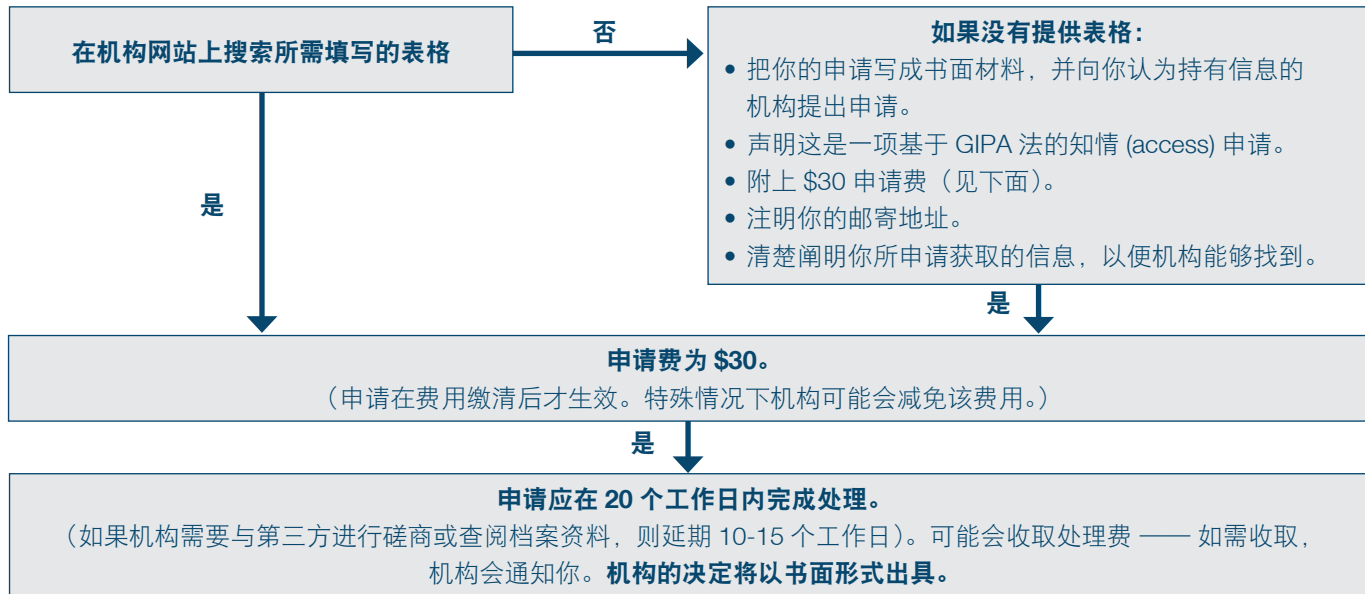 在机构网站上搜索所需填写的表格
否
如果没有提供表格：
• 把你的申请写成书面材料，并向你认为持有信息的
机构提出申请。
• 声明这是一项基于 GIPA 法的知情 (access) 申请。
• 附上 $30 申请费（见下面）。
• 注明你的邮寄地址。
• 清楚阐明你所申请获取的信息，以便机构能够找到。
是
是
申请费为 $30。
（申请在费用缴清后才生效。特殊情况下机构可能会减免该费用。）
是
申请应在 20 个工作日内完成处理。
（如果机构需要与第三方进行磋商或查阅档案资料，则延期 10-15 个工作日）。可能会收取处理费 —— 如需收取，
机构会通知你。机构的决定将以书面形式出具。